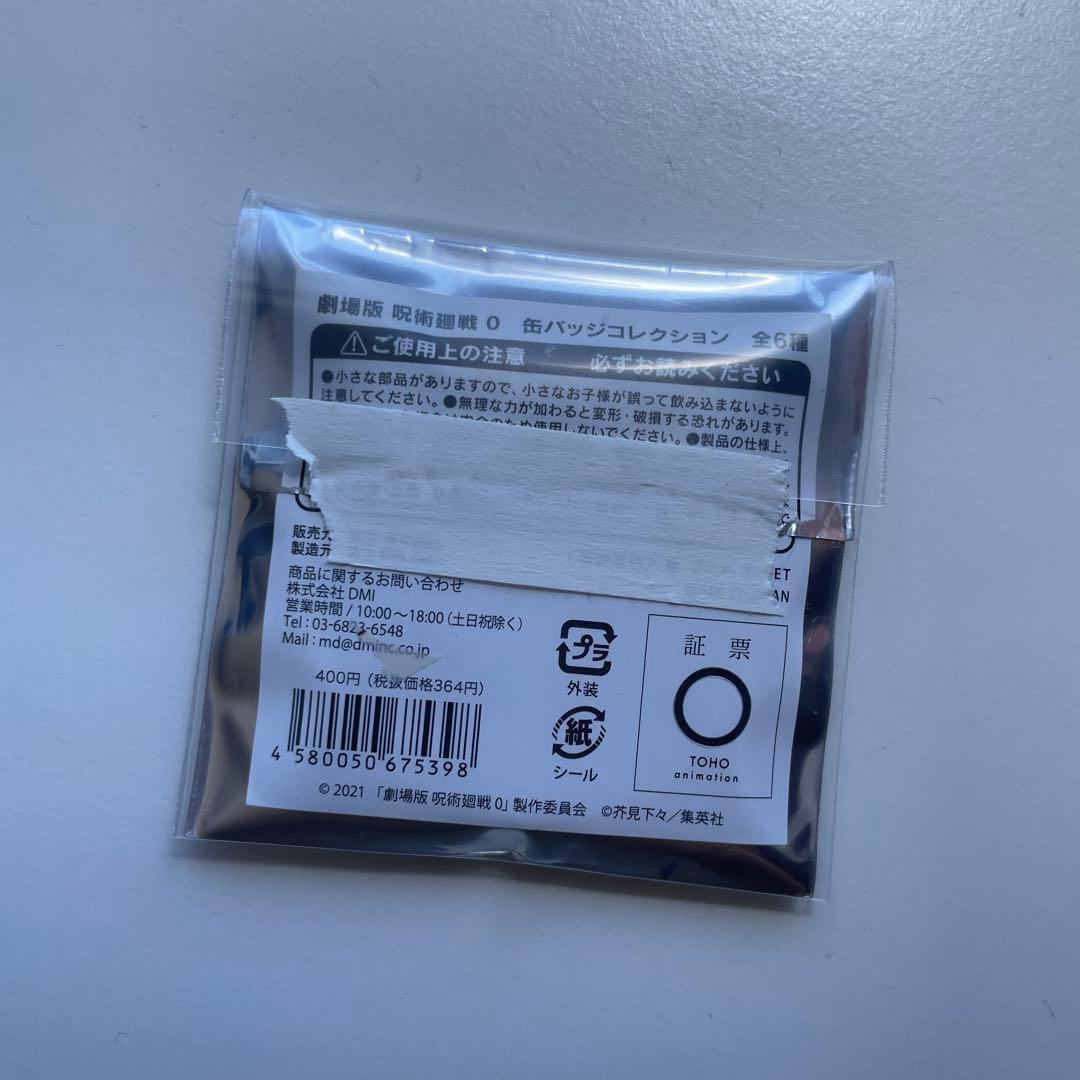 劇場版 呪術廻戦 0 缶バッジコレクション 全6種
⚠ご使用上の注意 必ずお読みください
●小さな部品がありますので、小さなお子様が誤って飲み込まないように
注意してください。●無理な力が加わると変形・破損する恐れがあります。
のため使用しないでください。●製品の仕様上、
販売元
製造元
ET
AN
商品に関するお問い合わせ
株式会社 DMI
営業時間 / 10:00〜18:00（土日祝除く）
Tel : 03-6823-6548
Mail : md@dminc.co.jp
400円（税抜価格364円）
4 580050 675398
プラ
外装
紙
シール
証票
TOHO
animation
© 2021 「劇場版 呪術廻戦 0」製作委員会 ©芥見下々／集英社